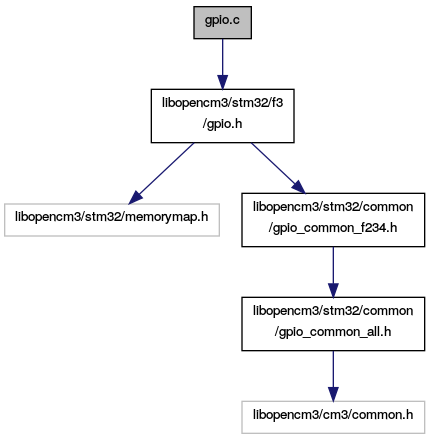 gpio.c
libopencm3/stm32/f3
/gpio.h
libopencm3/stm32/memorymap.h
libopencm3/stm32/common
/gpio_common_f234.h
libopencm3/stm32/common
/gpio_common_all.h
libopencm3/cm3/common.h